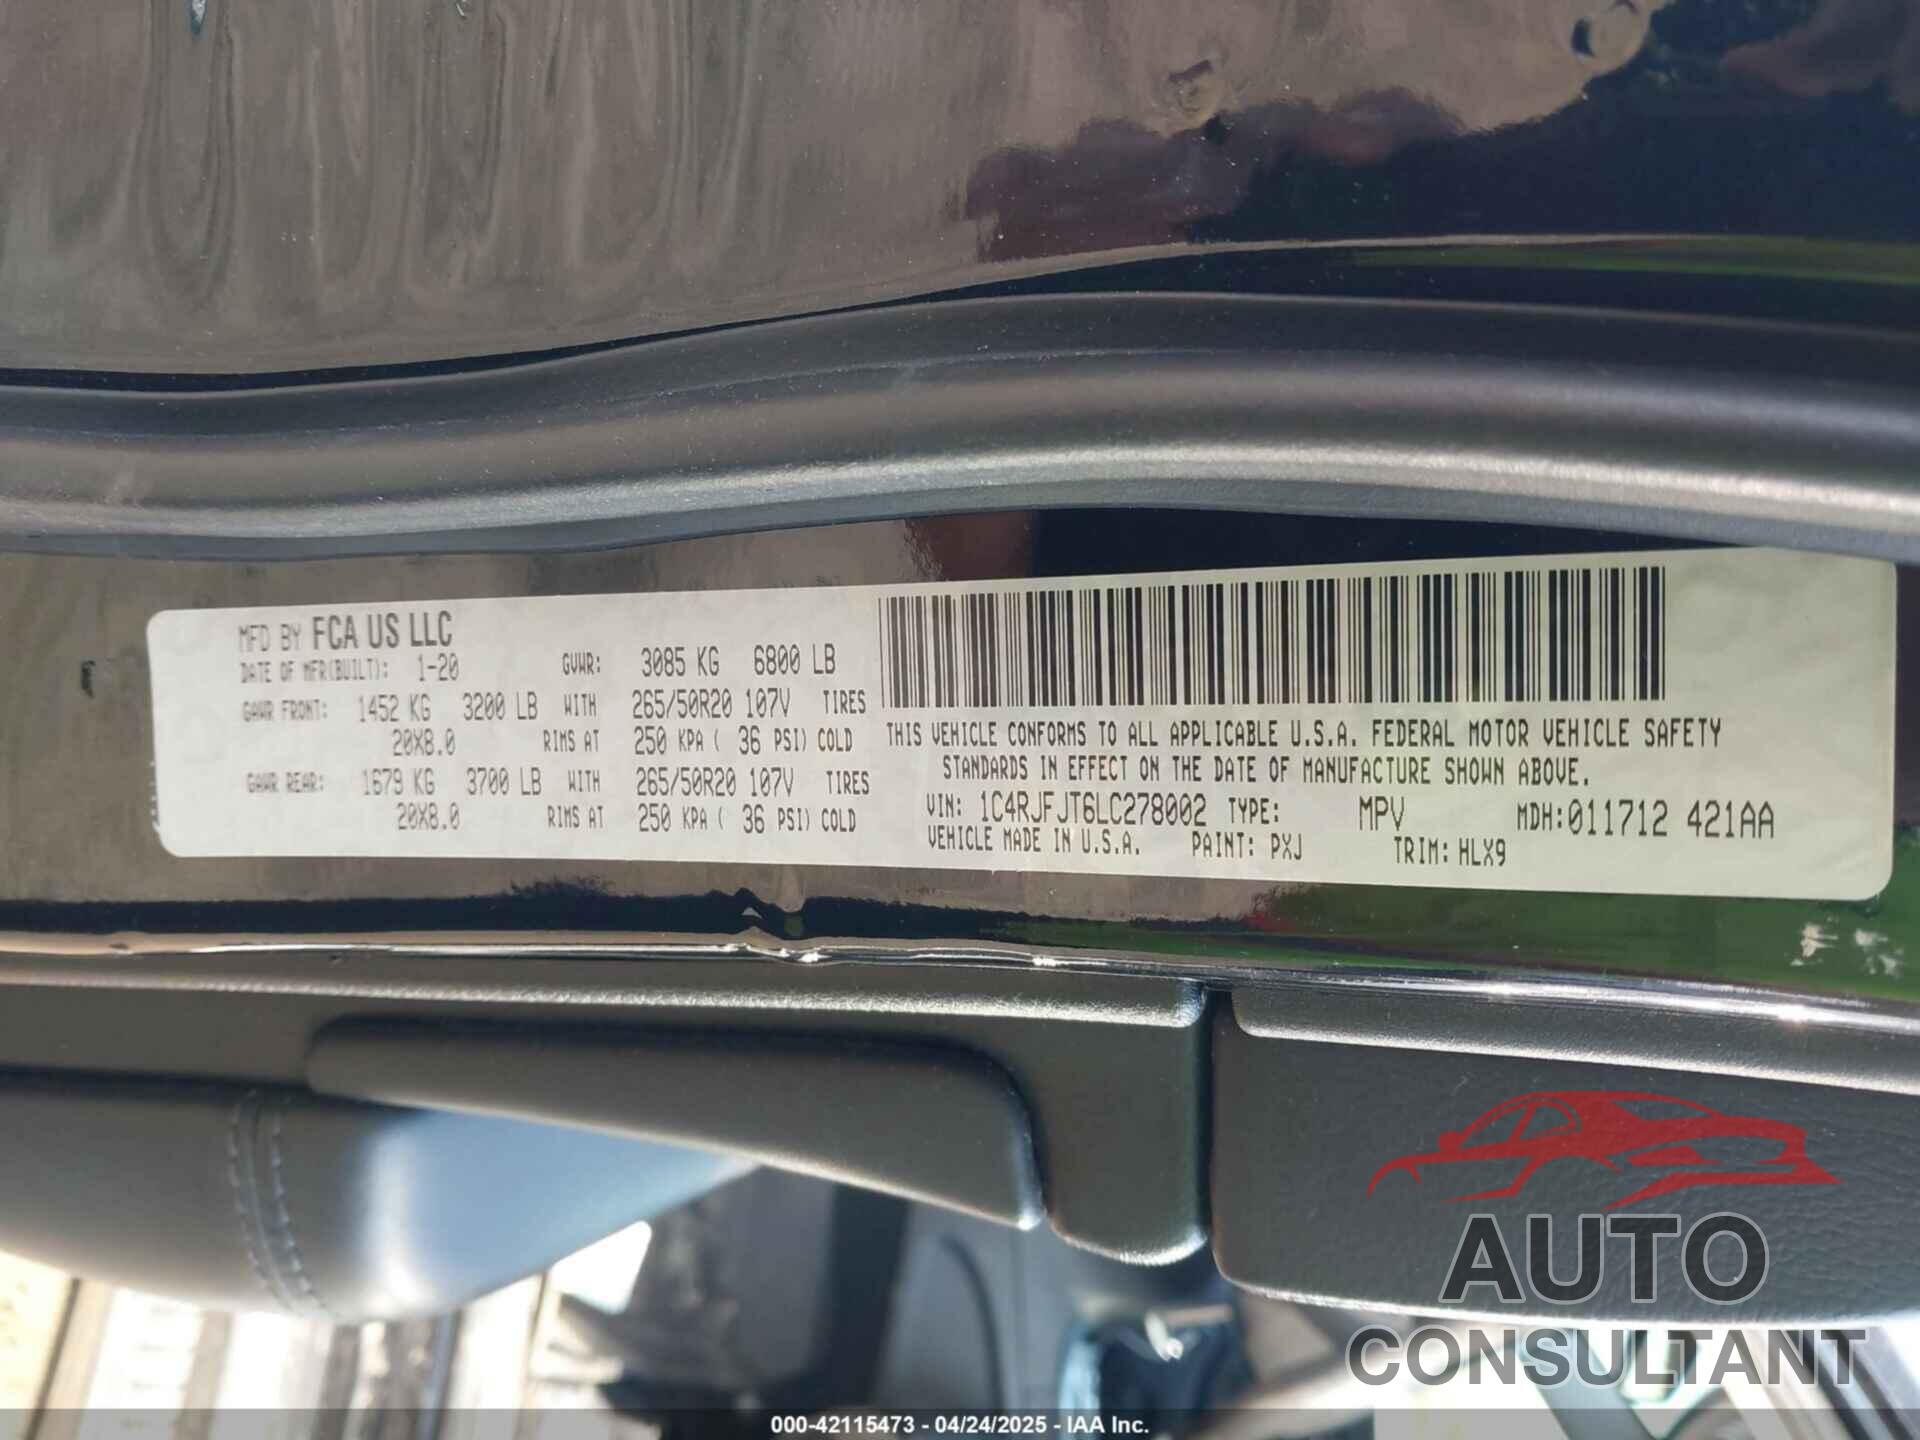 MFD BY FCA US LLC
DATE OF MFR(BUILT): 1-20 GVWR: 3085 KG 6800 LB
GAWR FRONT: 1452 KG 3200 LB WITH 265/50R20 107V TIRES
20X8.0 RIMS AT 250 KPA ( 36 PSI) COLD
GAWR REAR: 1679 KG 3700 LB WITH 265/50R20 107V TIRES
20X8.0 RIMS AT 250 KPA ( 36 PSI) COLD
THIS VEHICLE CONFORMS TO ALL APPLICABLE U.S.A. FEDERAL MOTOR VEHICLE SAFETY
STANDARDS IN EFFECT ON THE DATE OF MANUFACTURE SHOWN ABOVE.
VIN: 1C4RJFJT6LC278002 TYPE: MPV MDH:011712 421AA
VEHICLE MADE IN U.S.A. PAINT: PXJ TRIM: HLX9
AUTO
CONSULTANT
000-42115473 - 04/24/2025 - IAA Inc.